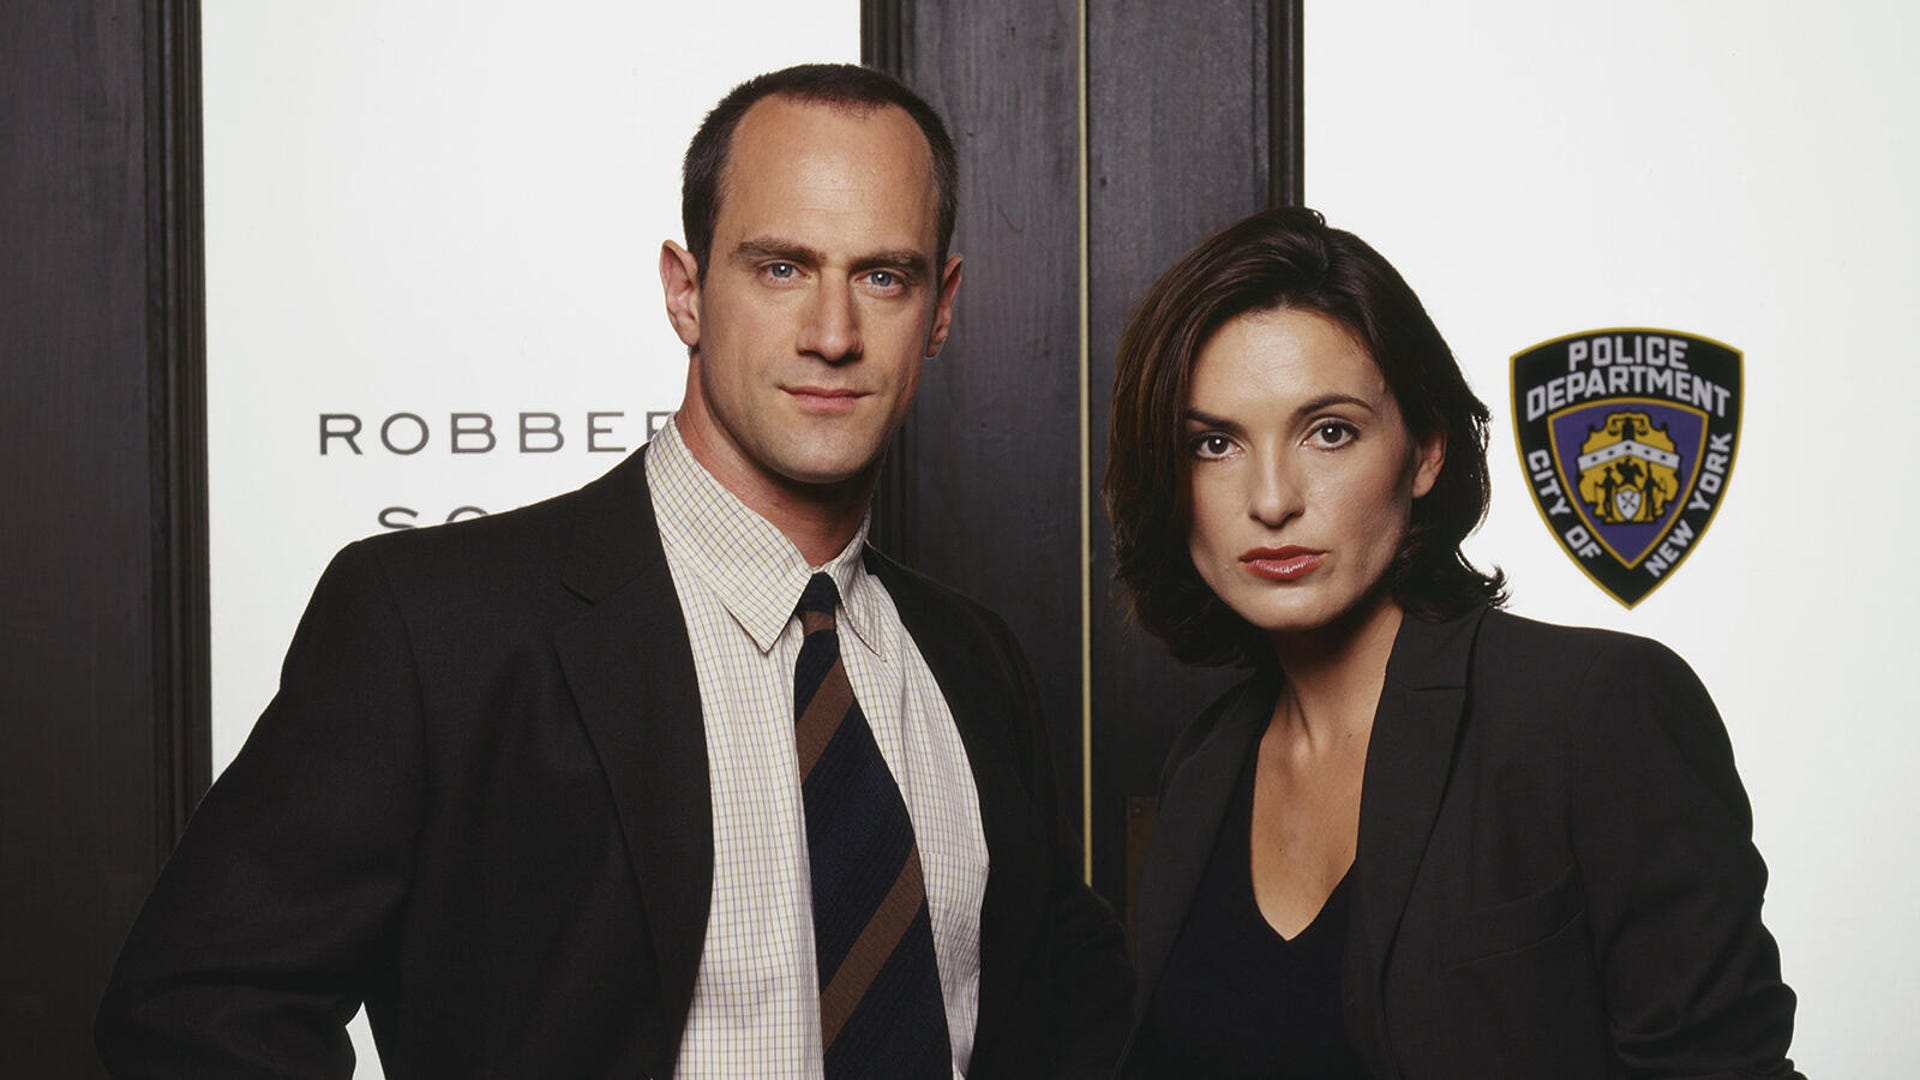 ROBBE
POLICE
DEPARTMENT
CITY OF
NEW YORK